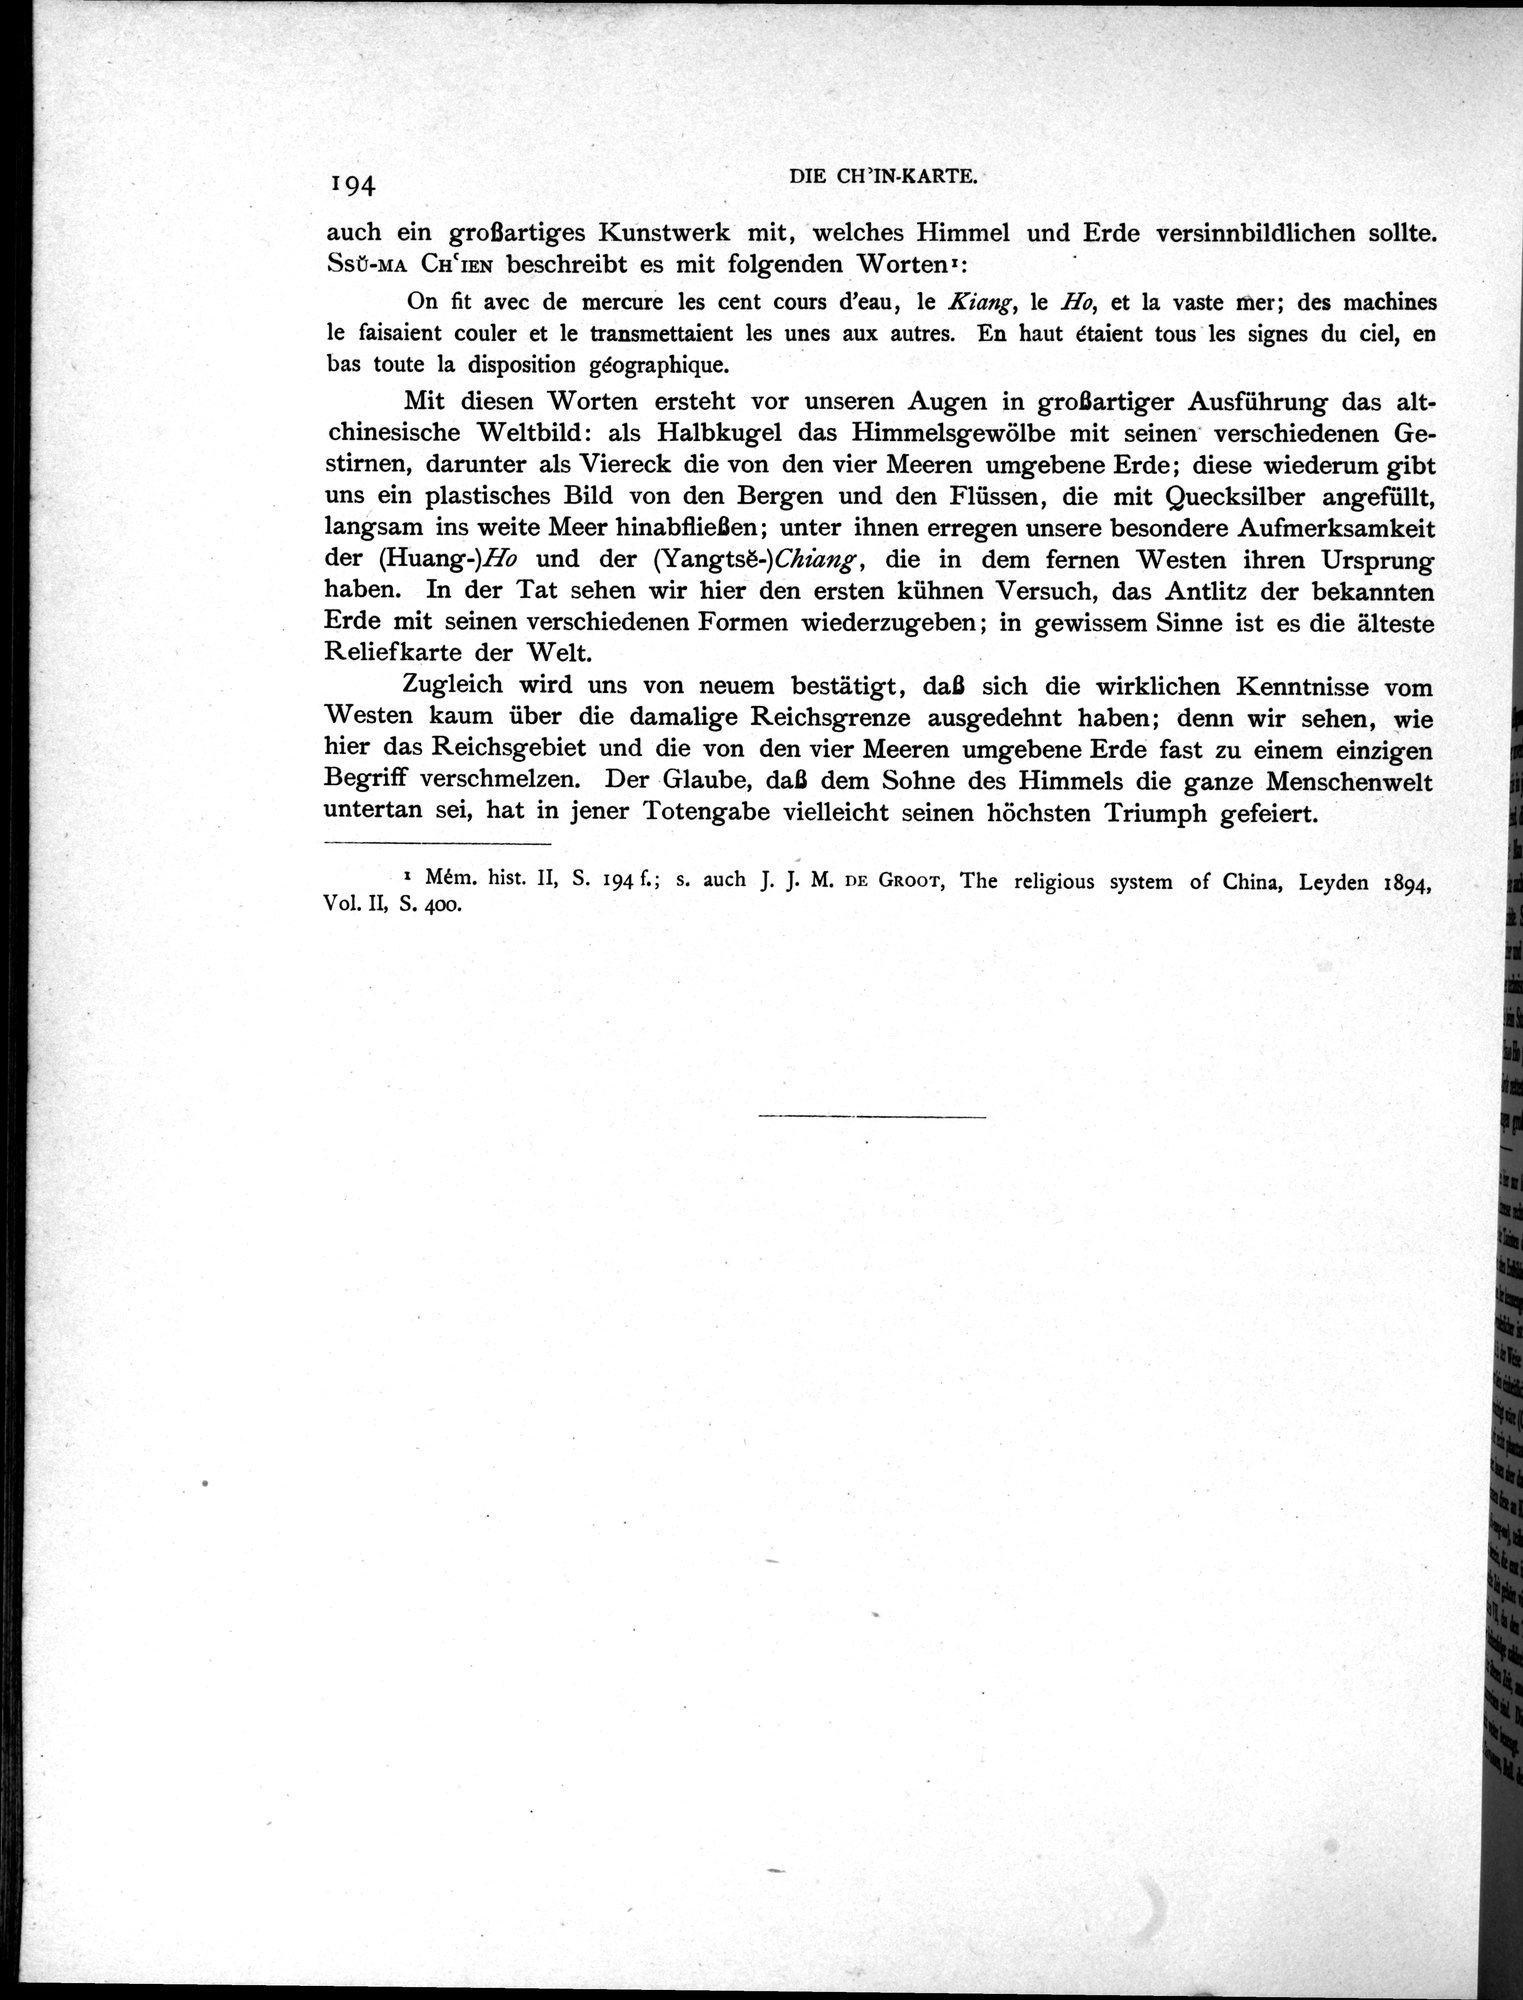 194
DIE CH’IN-KARTE.
auch ein großartiges Kunstwerk mit, welches Himmel und Erde versinnbildlichen sollte.
Ssŭ-ma Chʿien beschreibt es mit folgenden Worten¹:
On fit avec de mercure les cent cours d’eau, le Kiang, le Ho, et la vaste mer; des machines
le faisaient couler et le transmettaient les unes aux autres. En haut étaient tous les signes du ciel, en
bas toute la disposition géographique.
Mit diesen Worten ersteht vor unseren Augen in großartiger Ausführung das alt-
chinesische Weltbild: als Halbkugel das Himmelsgewölbe mit seinen verschiedenen Ge-
stirnen, darunter als Viereck die von den vier Meeren umgebene Erde; diese wiederum gibt
uns ein plastisches Bild von den Bergen und den Flüssen, die mit Quecksilber angefüllt,
langsam ins weite Meer hinabfließen; unter ihnen erregen unsere besondere Aufmerksamkeit
der (Huang-)Ho und der (Yangtsĕ-)Chiang, die in dem fernen Westen ihren Ursprung
haben. In der Tat sehen wir hier den ersten kühnen Versuch, das Antlitz der bekannten
Erde mit seinen verschiedenen Formen wiederzugeben; in gewissem Sinne ist es die älteste
Reliefkarte der Welt.
Zugleich wird uns von neuem bestätigt, daß sich die wirklichen Kenntnisse vom
Westen kaum über die damalige Reichsgrenze ausgedehnt haben; denn wir sehen, wie
hier das Reichsgebiet und die von den vier Meeren umgebene Erde fast zu einem einzigen
Begriff verschmelzen. Der Glaube, daß dem Sohne des Himmels die ganze Menschenwelt
untertan sei, hat in jener Totengabe vielleicht seinen höchsten Triumph gefeiert.
¹ Mém. hist. II, S. 194 f.; s. auch J. J. M. de Groot, The religious system of China, Leyden 1894,
Vol. II, S. 400.